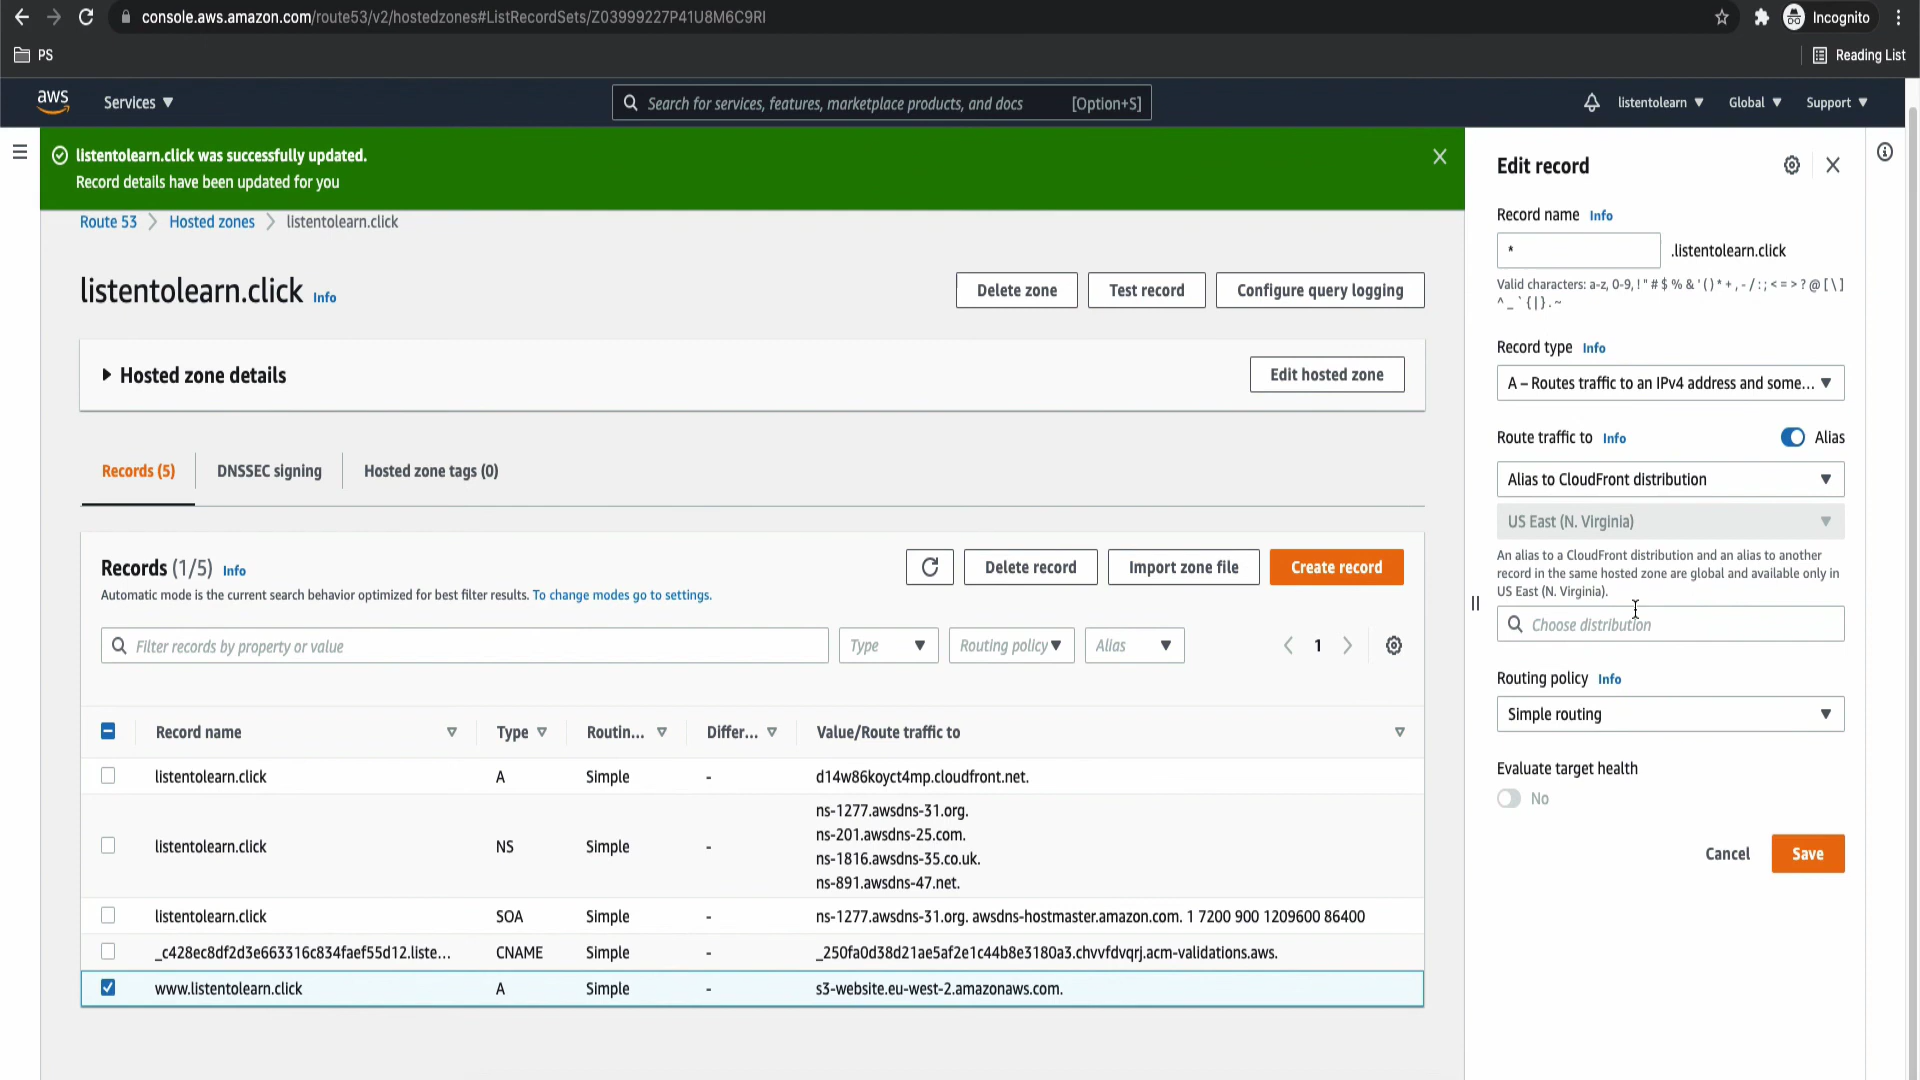 console.aws.amazon.com/route53/v2/hostedzones#ListRecordSets/Z03999227P41U8M6C9RI
Incognito
PS
Reading List
aws
Services
Search for services, features, marketplace products, and docs [Option+S]
listentolearn
Global
Support
listentolearn.click was successfully updated.
Record details have been updated for you
Route 53 > Hosted zones > listentolearn.click
listentolearn.click Info
Delete zone
Test record
Configure query logging
Hosted zone details
Edit hosted zone
Records (5)
DNSSEC signing
Hosted zone tags (0)
Records (1/5) Info
Automatic mode is the current search behavior optimized for best filter results. To change modes go to settings.
Delete record
Import zone file
Create record
Filter records by property or value
Type
Routing policy
Alias
1
Record name Type Routin... Differ... Value/Route traffic to
listentolearn.click A Simple - d14w86koyct4mp.cloudfront.net.
listentolearn.click NS Simple - ns-1277.awsdns-31.org.
ns-201.awsdns-25.com.
ns-1816.awsdns-35.co.uk.
ns-891.awsdns-47.net.
listentolearn.click SOA Simple - ns-1277.awsdns-31.org. awsdns-hostmaster.amazon.com. 1 7200 900 1209600 86400
_c428ec8df2d3e663316c834faef55d12.liste... CNAME Simple - _250fa0d38d21ae5af2e1c44b8e3180a3.chvvfdvqrj.acm-validations.aws.
www.listentolearn.click A Simple - s3-website.eu-west-2.amazonaws.com.
Edit record
Record name Info
* .listentolearn.click
Valid characters: a-z, 0-9, ! " # $ % & ' ( ) * + , - / : ; < = > ? @ [ \ ]
^ _ ` { | } . ~
Record type Info
A – Routes traffic to an IPv4 address and some...
Route traffic to Info
Alias
Alias to CloudFront distribution
US East (N. Virginia)
An alias to a CloudFront distribution and an alias to another
record in the same hosted zone are global and available only in
US East (N. Virginia).
Choose distribution
Routing policy Info
Simple routing
Evaluate target health
No
Cancel
Save